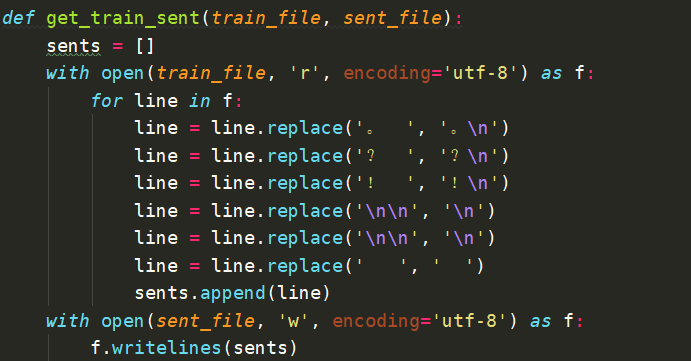 def get_train_sent(train_file, sent_file):
    sents = []
    with open(train_file, 'r', encoding='utf-8') as f:
        for line in f:
            line = line.replace('。  ', '。\n')
            line = line.replace('？  ', '？\n')
            line = line.replace('！  ', '！\n')
            line = line.replace('\n\n', '\n')
            line = line.replace('\n\n', '\n')
            line = line.replace('   ', '  ')
            sents.append(line)
    with open(sent_file, 'w', encoding='utf-8') as f:
        f.writelines(sents)